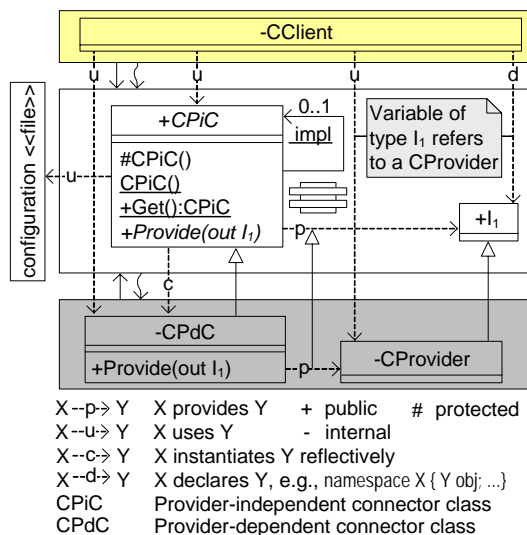 -CClient
u u u d
+CPiC
0..1
impl
Variable of
type I₁ refers
to a CProvider
configuration <<file>>
u
#CPiC()
CPiC()
+Get():CPiC
+Provide(out I₁)
p
+I₁
c
-CPdC
+Provide(out I₁)
p
-CProvider
X --p-> Y X provides Y + public # protected
X --u-> Y X uses Y - internal
X --c-> Y X instantiates Y reflectively
X --d-> Y X declares Y, e.g., namespace X { Y obj; ...}
CPiC Provider-independent connector class
CPdC Provider-dependent connector class